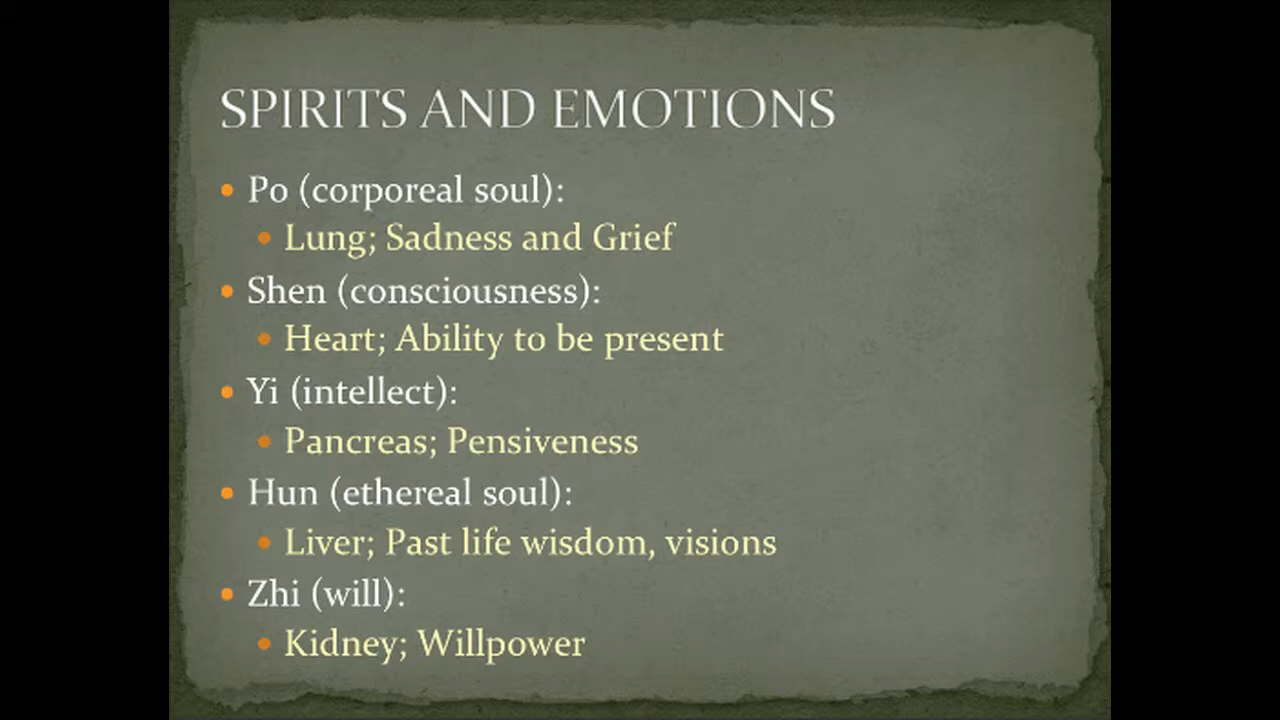 SPIRITS AND EMOTIONS
• Po (corporeal soul):
• Lung; Sadness and Grief
• Shen (consciousness):
• Heart; Ability to be present
• Yi (intellect):
• Pancreas; Pensiveness
• Hun (ethereal soul):
• Liver; Past life wisdom, visions
• Zhi (will):
• Kidney; Willpower